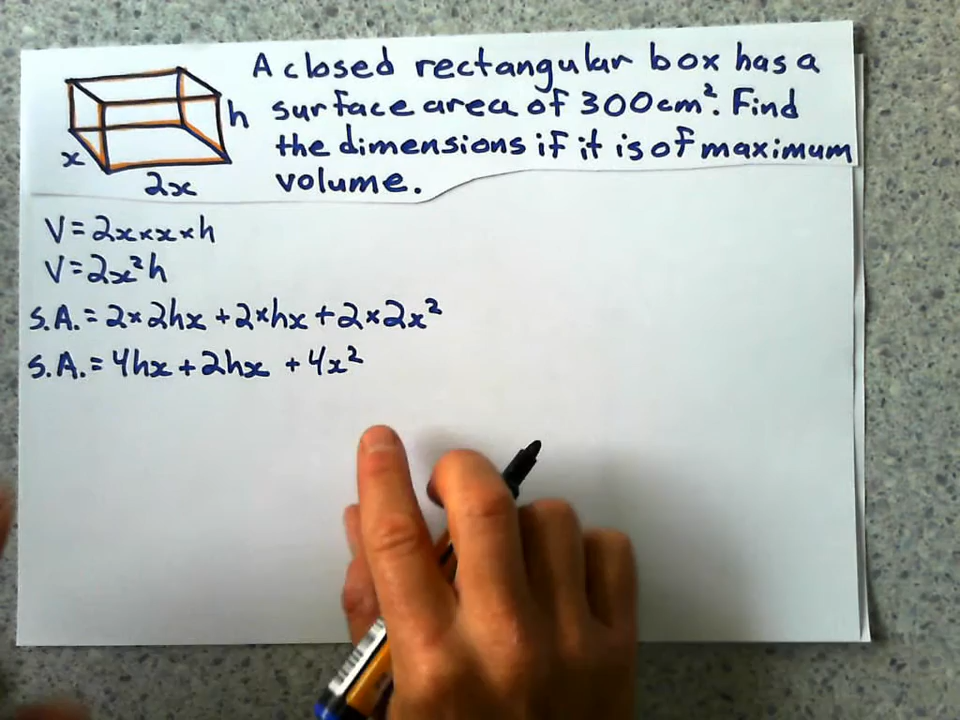 A closed rectangular box has a
surface area of 300cm². Find
the dimensions if it is of maximum
volume.
h
x
2x
V=2x×x×h
V=2x²h
S.A.=2×2hx+2×hx+2×2x²
S.A.=4hx+2hx+4x²